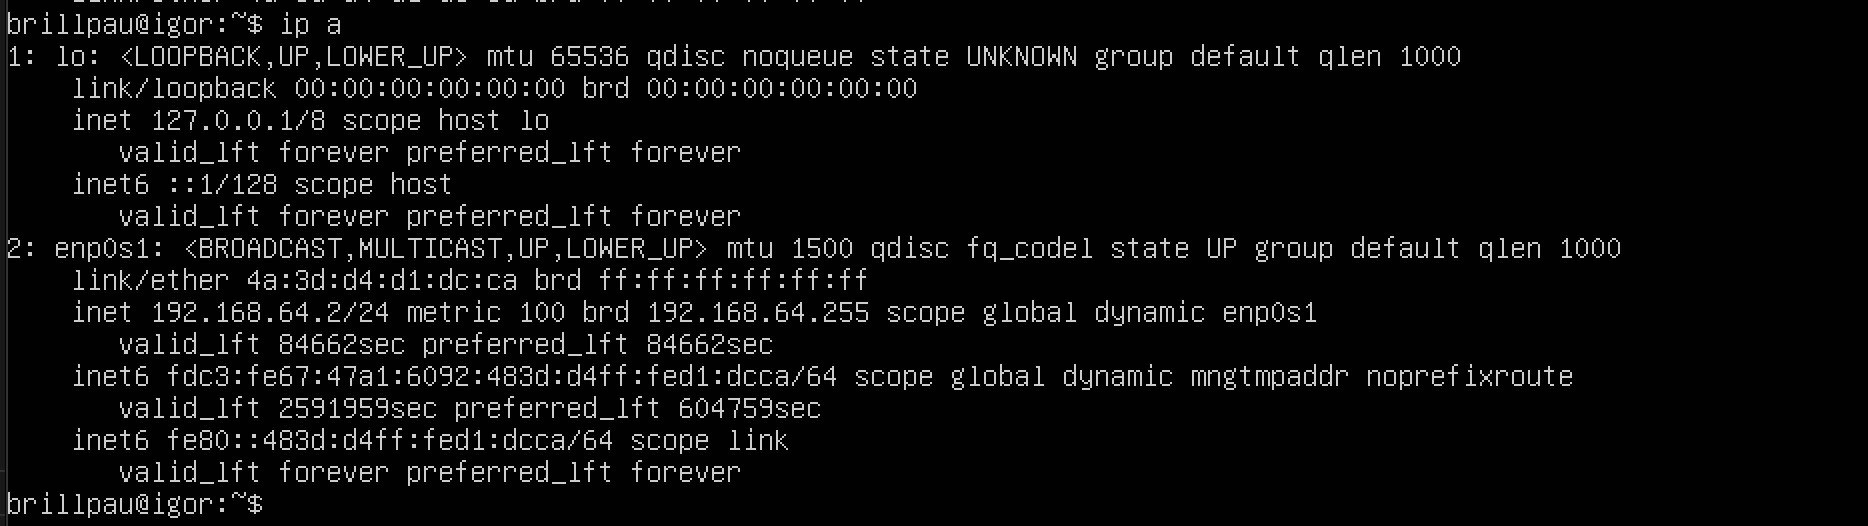 brillpau@igor:~$ ip a
1: lo: <LOOPBACK,UP,LOWER_UP> mtu 65536 qdisc noqueue state UNKNOWN group default qlen 1000
    link/loopback 00:00:00:00:00:00 brd 00:00:00:00:00:00
    inet 127.0.0.1/8 scope host lo
       valid_lft forever preferred_lft forever
    inet6 ::1/128 scope host
       valid_lft forever preferred_lft forever
2: enp0s1: <BROADCAST,MULTICAST,UP,LOWER_UP> mtu 1500 qdisc fq_codel state UP group default qlen 1000
    link/ether 4a:3d:d4:d1:dc:ca brd ff:ff:ff:ff:ff:ff
    inet 192.168.64.2/24 metric 100 brd 192.168.64.255 scope global dynamic enp0s1
       valid_lft 84662sec preferred_lft 84662sec
    inet6 fdc3:fe67:47a1:6092:483d:d4ff:fed1:dcca/64 scope global dynamic mngtmpaddr noprefixroute
       valid_lft 2591959sec preferred_lft 604759sec
    inet6 fe80::483d:d4ff:fed1:dcca/64 scope link
       valid_lft forever preferred_lft forever
brillpau@igor:~$